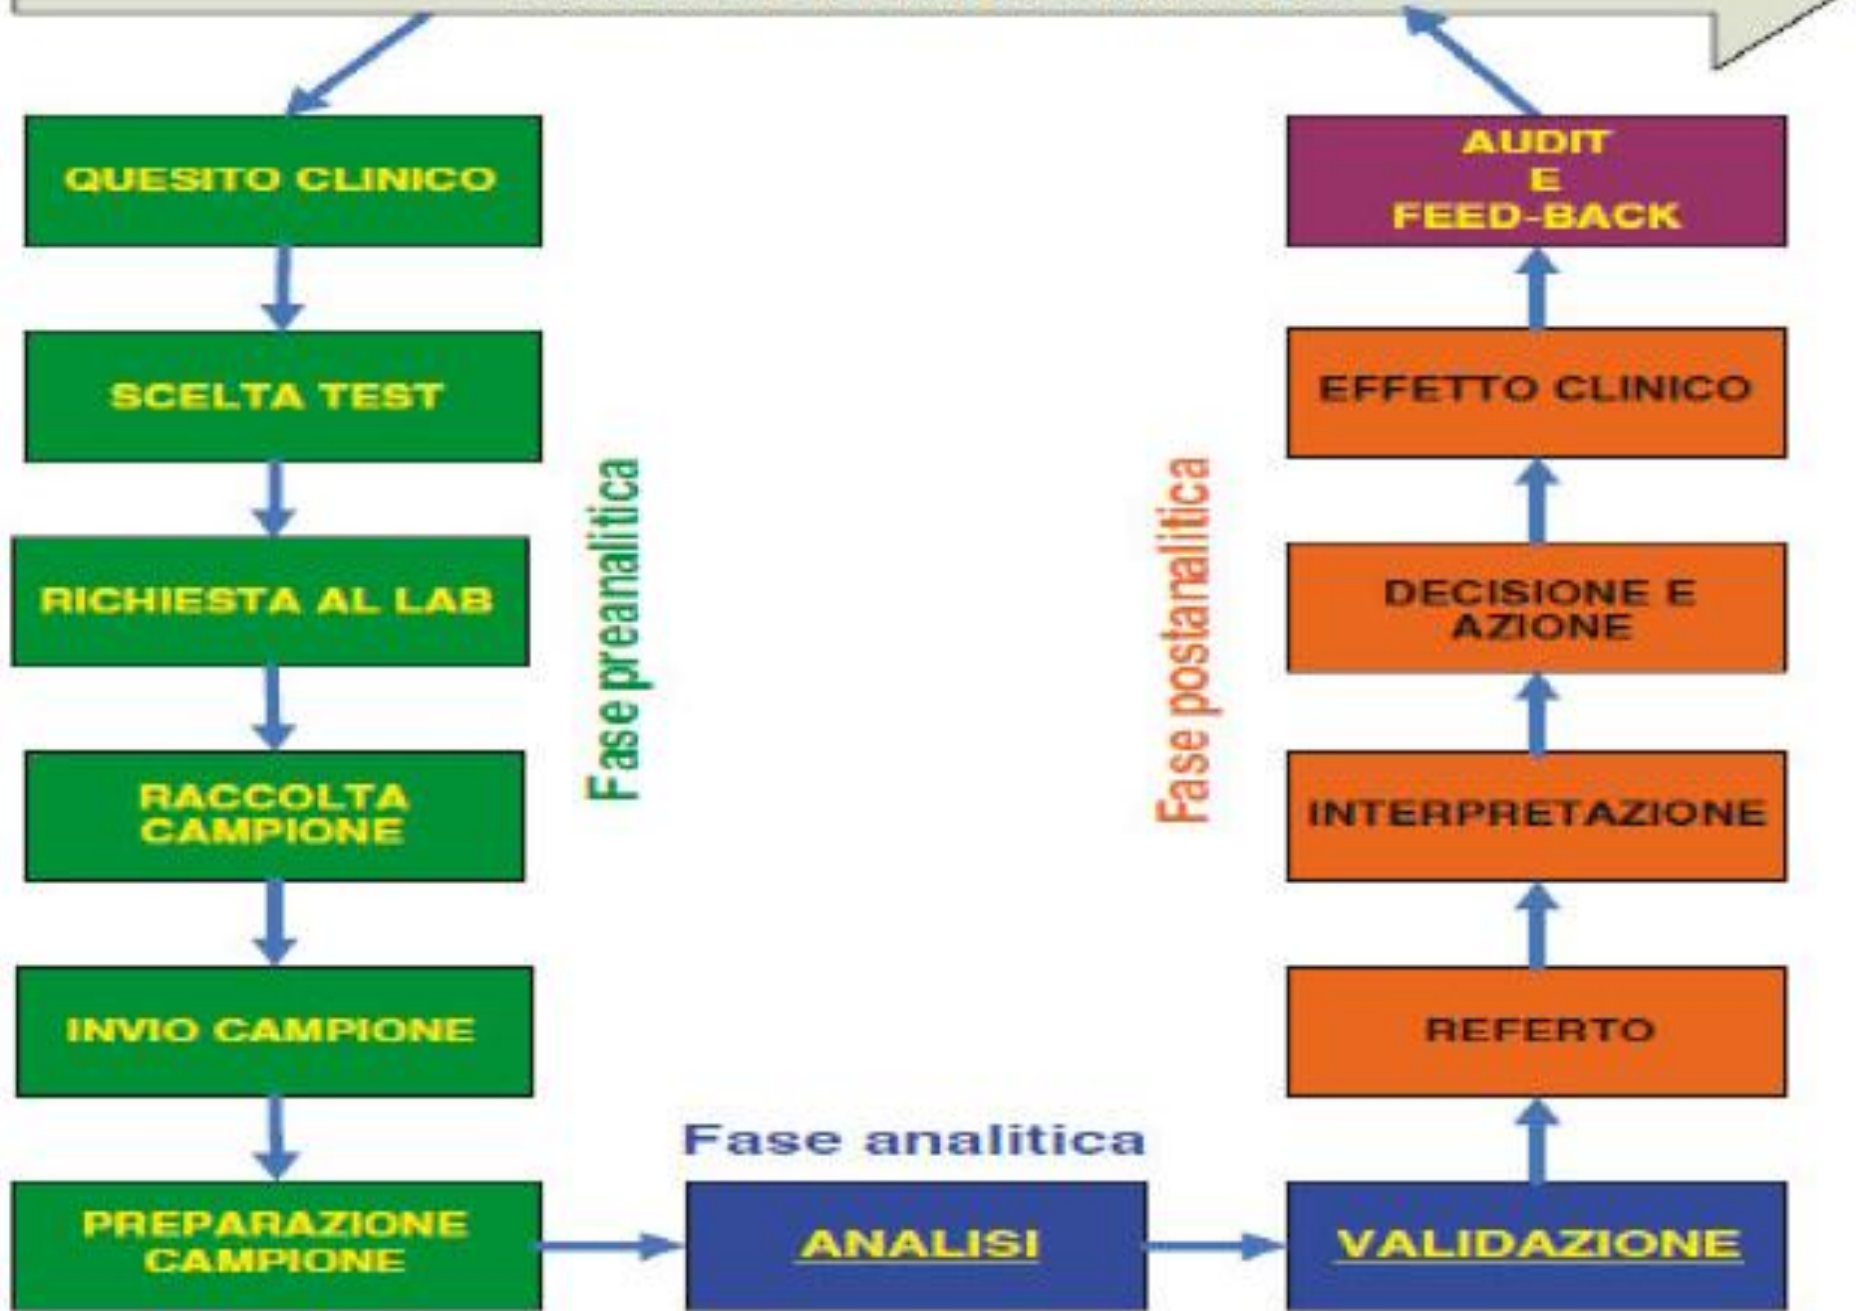 QUESITO CLINICO
SCELTA TEST
RICHIESTA AL LAB
RACCOLTA
CAMPIONE
INVIO CAMPIONE
PREPARAZIONE
CAMPIONE
Fase preanalitica
Fase analitica
ANALISI
VALIDAZIONE
REFERTO
INTERPRETAZIONE
DECISIONE E
AZIONE
EFFETTO CLINICO
AUDIT
E
FEED-BACK
Fase postanalitica